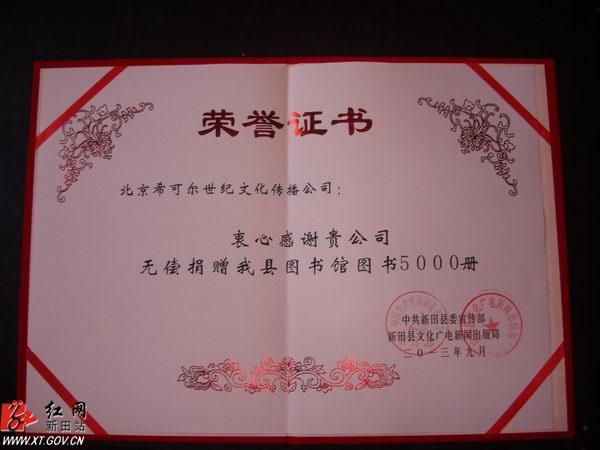 荣誉证书
北京希可尔世纪文化传播公司：
衷心感谢贵公司
无偿捐赠我县图书馆图书5000册
中共新田县委宣传部
新田县文化广电新闻出版局
二〇一三年九月
红网
新田站
WWW.XT.GOV.CN